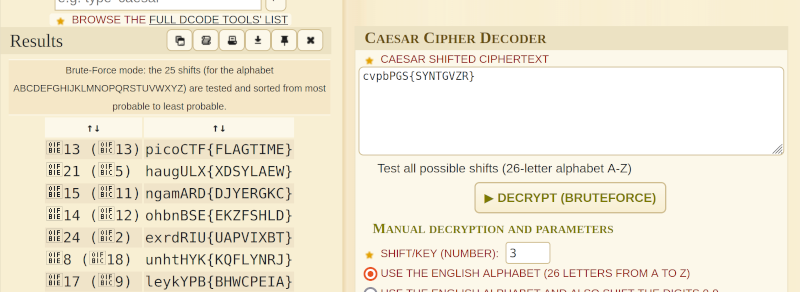 BROWSE THE FULL DCODE TOOLS' LIST
Results
Brute-Force mode: the 25 shifts (for the alphabet
ABCDEFGHIJKLMNOPQRSTUVWXYZ) are tested and sorted from most
probable to least probable.
↑↓ ↑↓
13 (13) picoCTF{FLAGTIME}
21 (5) haugULX{XDSYLAEW}
15 (11) ngamARD{DJYERGKC}
14 (12) ohbnBSE{EKZFSHLD}
24 (2) exrdRIU{UAPVIXBT}
8 (18) unhtHYK{KQFLYNRJ}
17 (9) leykYPB{BHWCPEIA}
CAESAR CIPHER DECODER
CAESAR SHIFTED CIPHERTEXT
cvpbPGS{SYNTGVZR}
Test all possible shifts (26-letter alphabet A-Z)
▶ DECRYPT (BRUTEFORCE)
MANUAL DECRYPTION AND PARAMETERS
SHIFT/KEY (NUMBER): 3
USE THE ENGLISH ALPHABET (26 LETTERS FROM A TO Z)